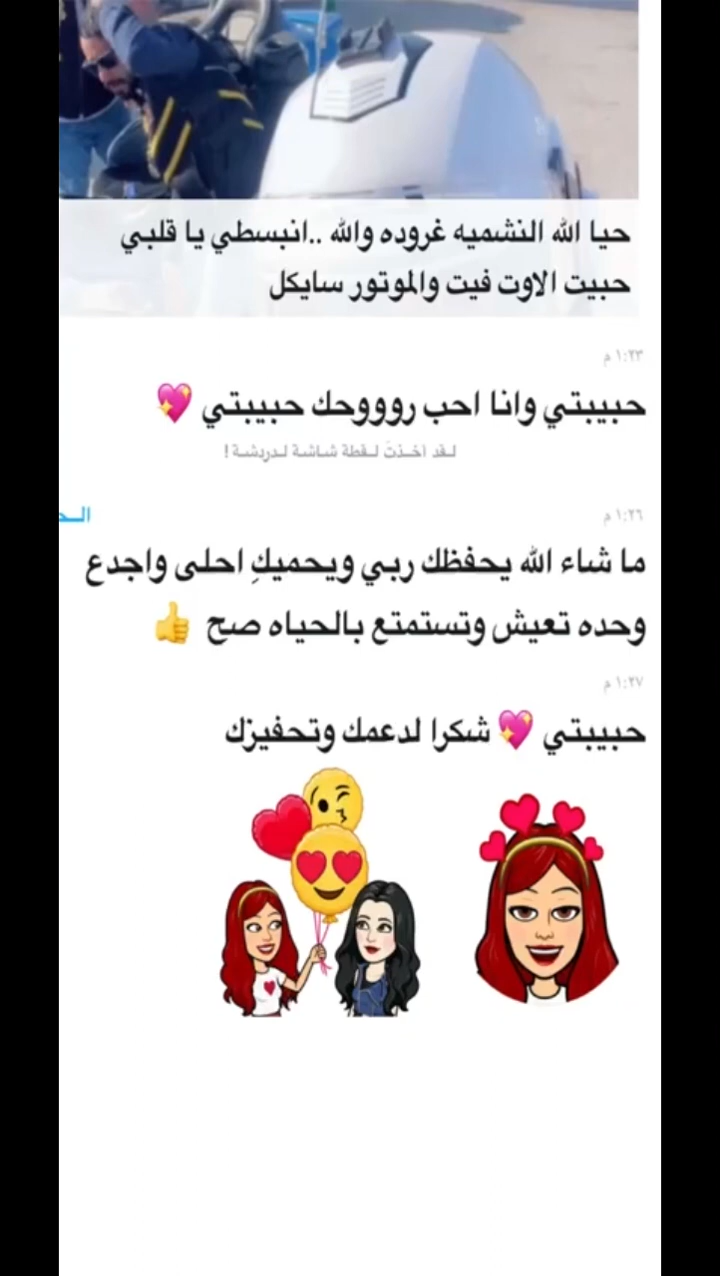 حيا الله النشميه غروده والله ..انبسطي يا قلبي
حبيت الاوت فيت والموتور سايكل
١:٢٣ م
حبيبتي وانا احب روووحك حبيبتي 💖
لقد أخذتَ لقطة شاشة لدردشة !
١:٢٦ م
ما شاء الله يحفظك ربي ويحميكِ احلى واجدع
وحده تعيش وتستمتع بالحياه صح 👍
١:٢٧ م
حبيبتي 💖 شكرا لدعمك وتحفيزك